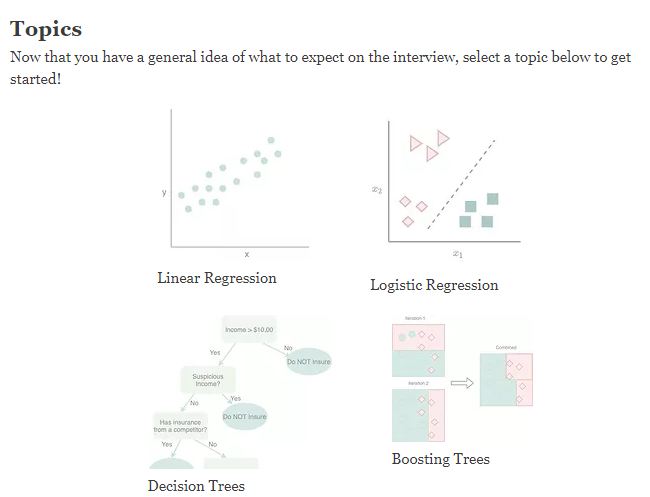 Topics
Now that you have a general idea of what to expect on the interview, select a topic below to get
started!
y
x
Linear Regression
x2
x1
Logistic Regression
Income > $10,00
Yes
No
Do NOT Insure
Suspicious
Income?
No
Yes
Do NOT Insure
Has insurance
from a competitor?
Yes
No
Decision Trees
Iteration 1
Iteration 2
Combined
Boosting Trees